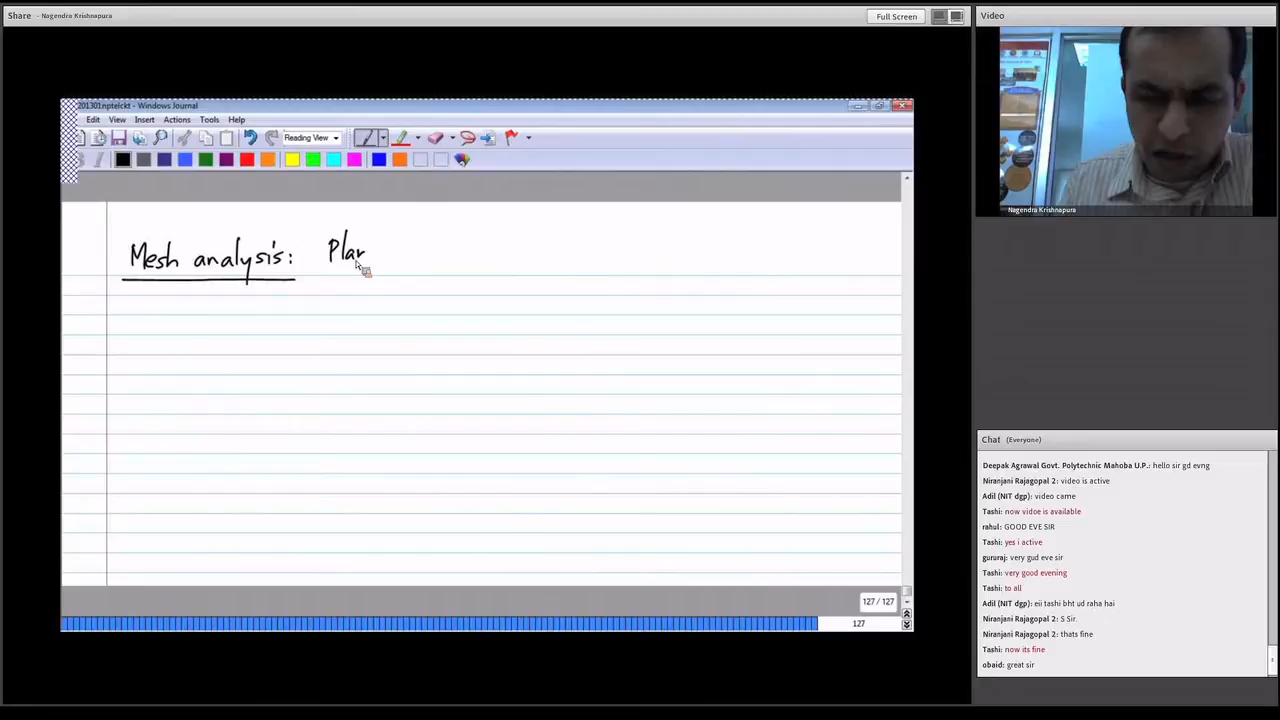 Share - Nagendra Krishnapura
Full Screen
Video
Nagendra Krishnapura
201301npteickt - Windows Journal
Edit View Insert Actions Tools Help
Reading View
Mesh analysis: Plar
127 / 127
127
Chat (Everyone)
Deepak Agrawal Govt. Polytechnic Mahoba U.P.: hello sir gd evng
Niranjani Rajagopal 2: video is active
Adil (NIT dgp): video came
Tashi: now vidoe is available
rahul: GOOD EVE SIR
Tashi: yes i active
gururaj: very gud eve sir
Tashi: very good evening
Tashi: to all
Adil (NIT dgp): eii tashi bht ud raha hai
Niranjani Rajagopal 2: S Sir.
Niranjani Rajagopal 2: thats fine
Tashi: now its fine
obaid: great sir